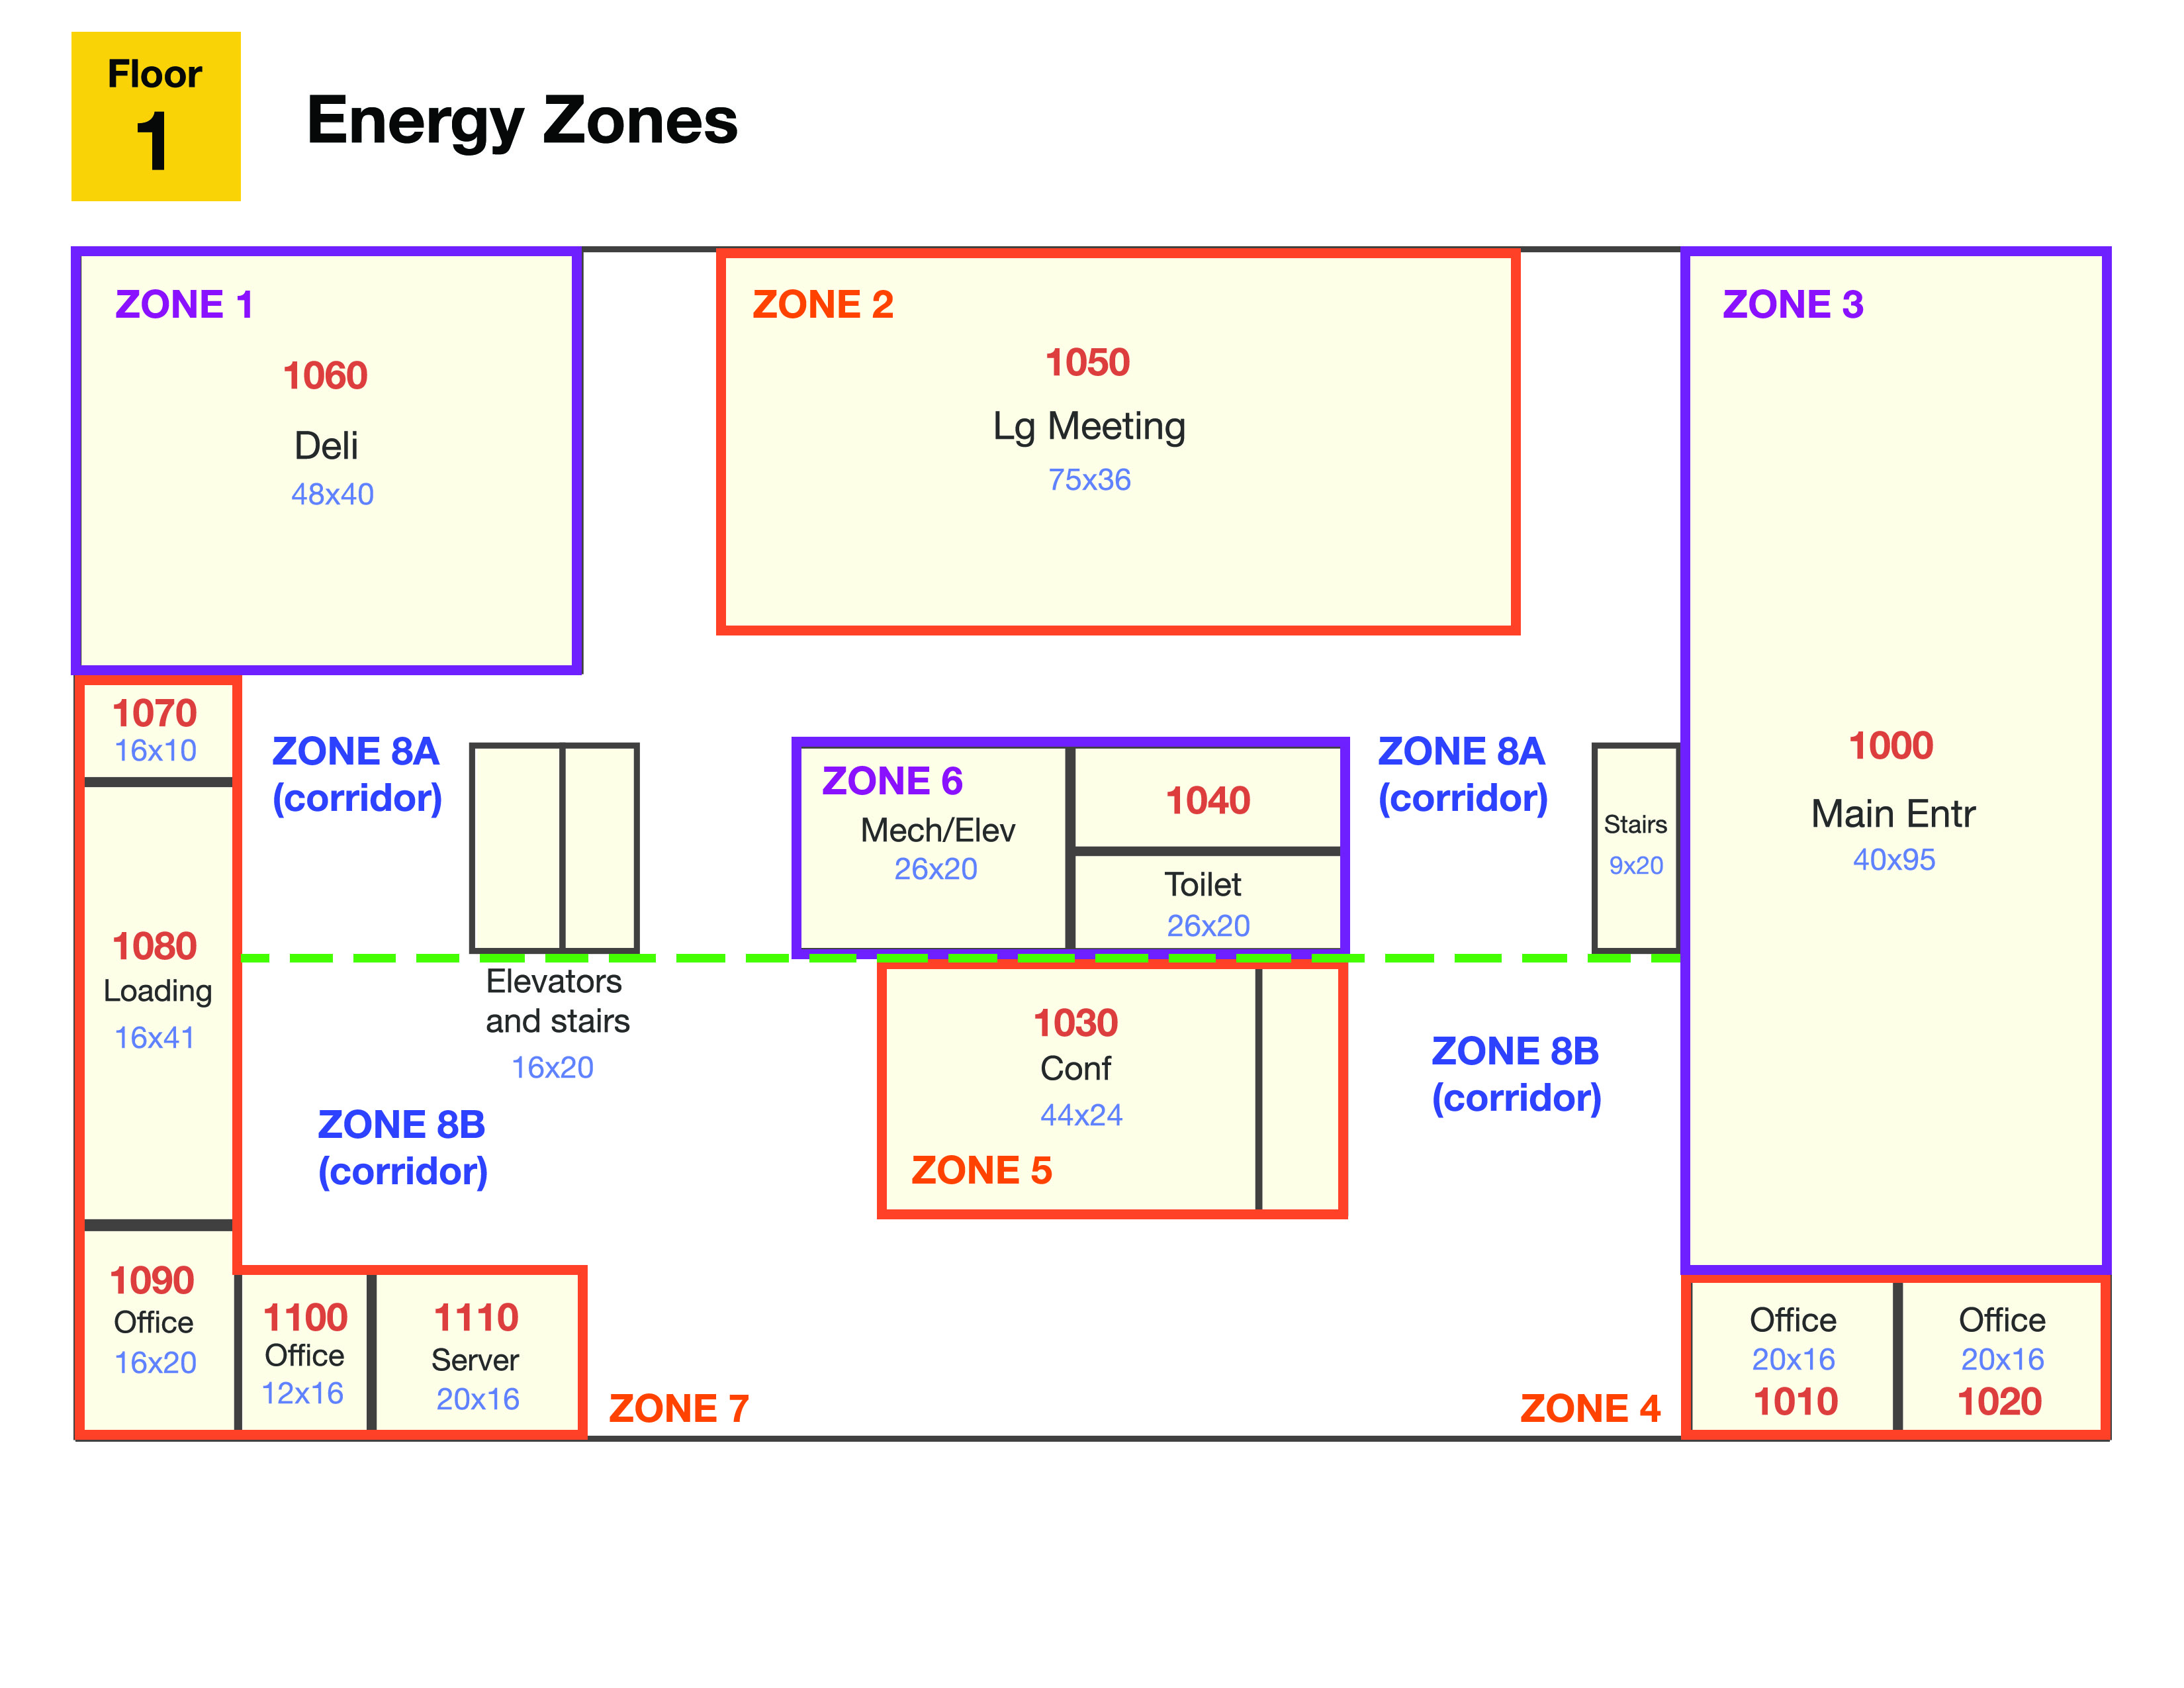 Floor
1
Energy Zones
ZONE 1
1060
Deli
48x40
ZONE 2
1050
Lg Meeting
75x36
ZONE 3
1000
Main Entr
40x95
1070
16x10
ZONE 8A
(corridor)
ZONE 6
Mech/Elev
26x20
1040
Toilet
26x20
ZONE 8A
(corridor)
Stairs
9x20
1080
Loading
16x41
Elevators
and stairs
16x20
ZONE 8B
(corridor)
1030
Conf
44x24
ZONE 5
ZONE 8B
(corridor)
1090
Office
16x20
1100
Office
12x16
1110
Server
20x16
ZONE 7
ZONE 4
Office
20x16
1010
Office
20x16
1020